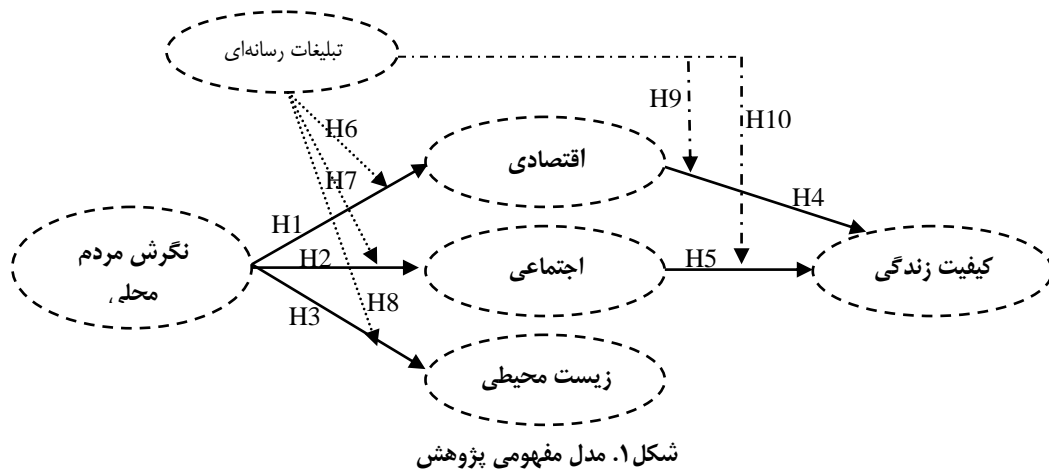 تبلیغات رسانه‌ای
H9
H10
H6
اقتصادی
H7
H4
H1
نگرش مردم
محلی
H2
اجتماعی
H5
کیفیت زندگی
H8
H3
زیست محیطی
شکل۱. مدل مفهومی پژوهش